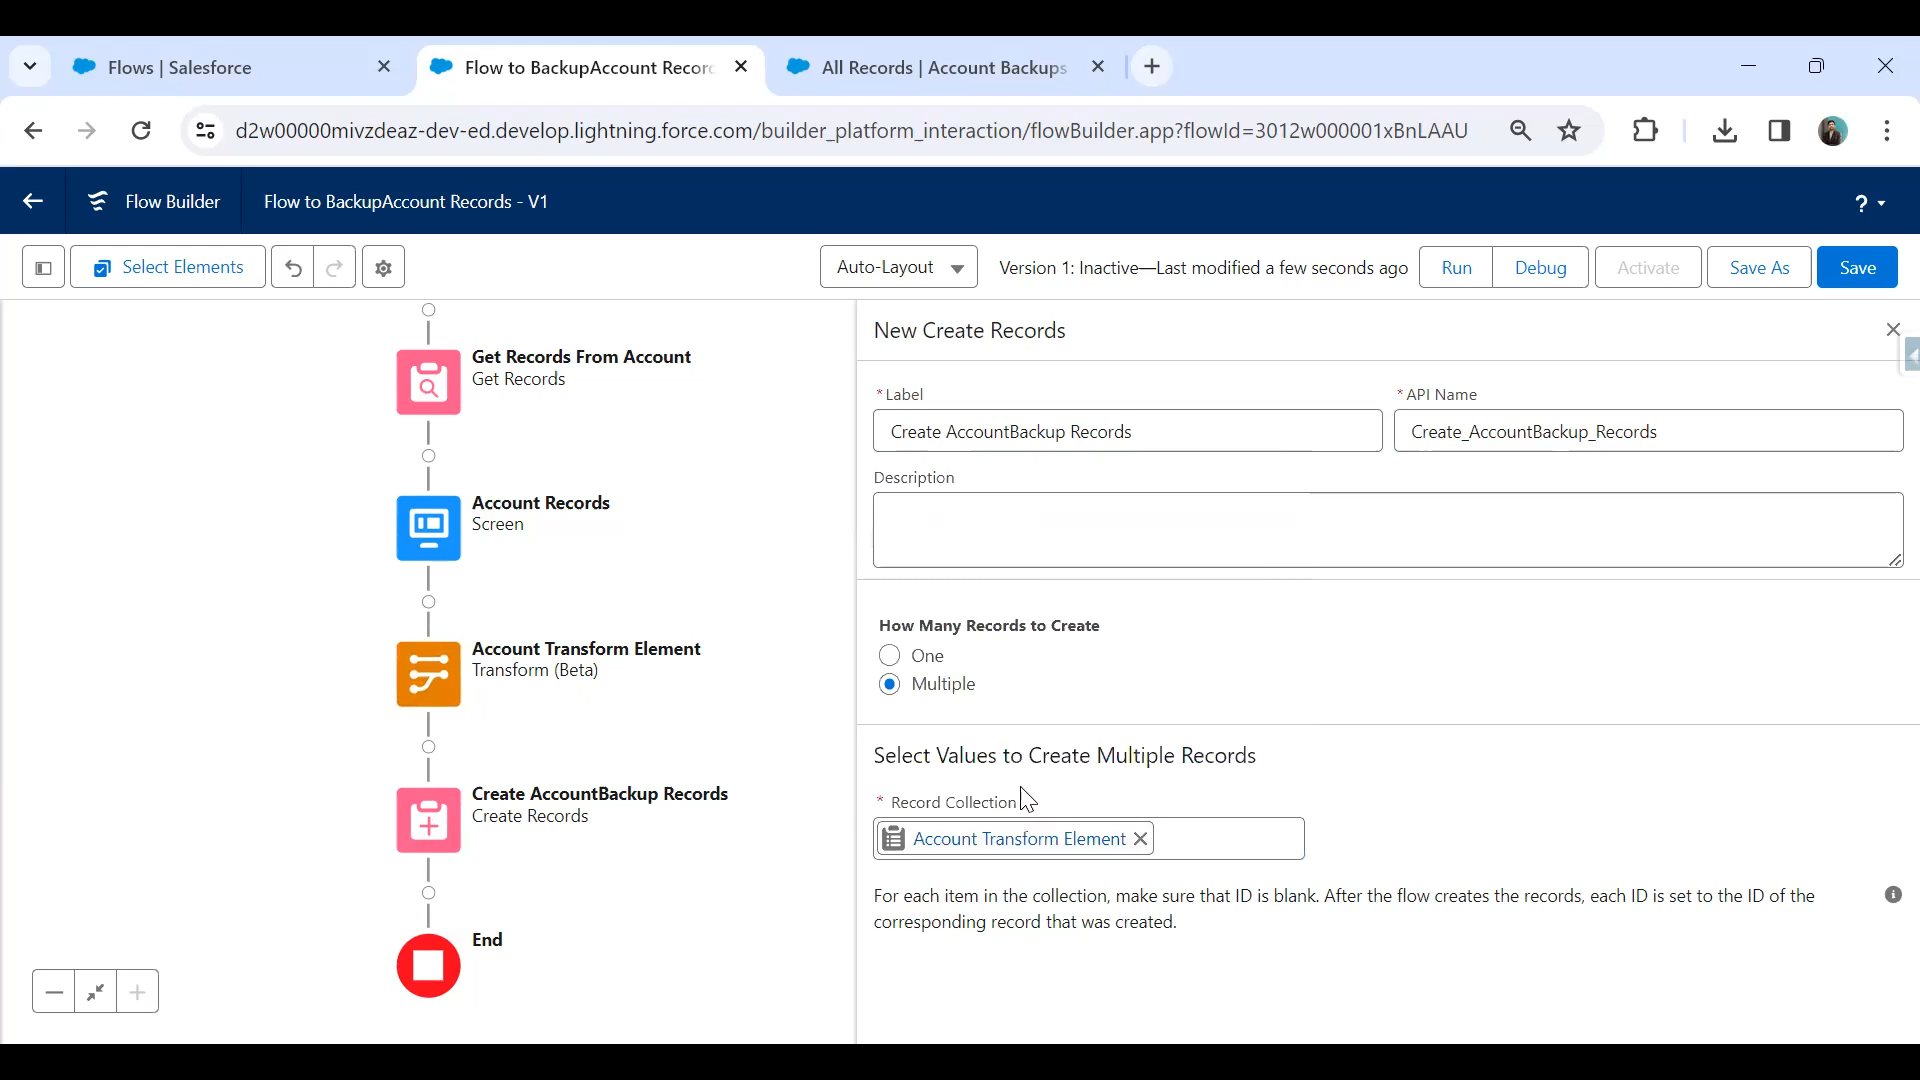 Flows | Salesforce
Flow to BackupAccount Recorc
All Records | Account Backups
d2w00000mivzdeaz-dev-ed.develop.lightning.force.com/builder_platform_interaction/flowBuilder.app?flowId=3012w000001xBnLAAU
Flow Builder
Flow to BackupAccount Records - V1
?
Select Elements
Auto-Layout
Version 1: Inactive—Last modified a few seconds ago
Run
Debug
Activate
Save As
Save
Get Records From Account
Get Records
Account Records
Screen
Account Transform Element
Transform (Beta)
Create AccountBackup Records
Create Records
End
New Create Records
* Label
* API Name
Create AccountBackup Records
Create_AccountBackup_Records
Description
How Many Records to Create
One
Multiple
Select Values to Create Multiple Records
* Record Collection
Account Transform Element
For each item in the collection, make sure that ID is blank. After the flow creates the records, each ID is set to the ID of the
corresponding record that was created.